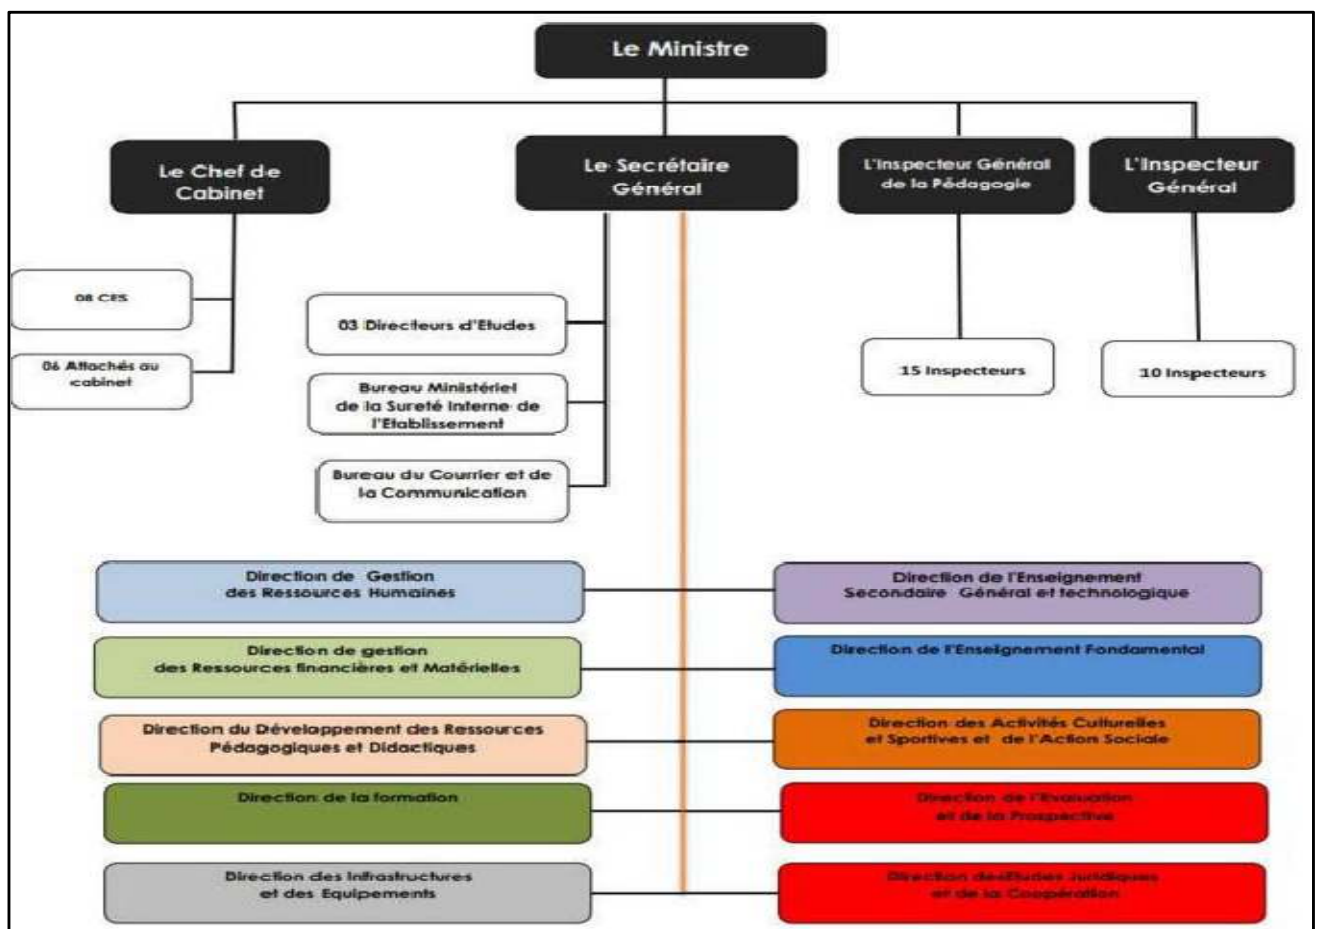 Le Ministre
Le Chef de
Cabinet
Le Secrétaire
Général
L'Inspecteur Général
de la Pédagogie
L'Inspecteur
Général
08 CES
06 Attachés au
cabinet
03 Directeurs d'Etudes
Bureau Ministériel
de la Sureté Interne de
l'Etablissement
Bureau du Courrier et de
la Communication
15 Inspecteurs
10 Inspecteurs
Direction de Gestion
des Ressources Humaines
Direction de l'Enseignement
Secondaire Général et technologique
Direction de gestion
des Ressources financières et Matérielles
Direction de l'Enseignement Fondamental
Direction du Développement des Ressources
Pédagogiques et Didactiques
Direction des Activités Culturelles
et Sportives et de l'Action Sociale
Direction de la formation
Direction de l'Evaluation
et de la Prospective
Direction des Infrastructures
et des Equipements
Direction desEtudes Juridiques
et de la Coopération